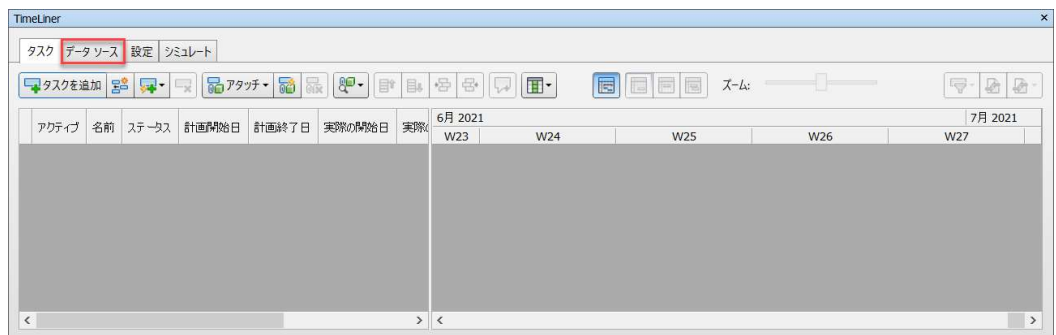 TimeLiner
タスク データ ソース 設定 シミュレート
タスクを追加 アタッチ ズーム:
アクティブ 名前 ステータス 計画開始日 計画終了日 実際の開始日 実際の 6月 2021 7月 2021
W23 W24 W25 W26 W27